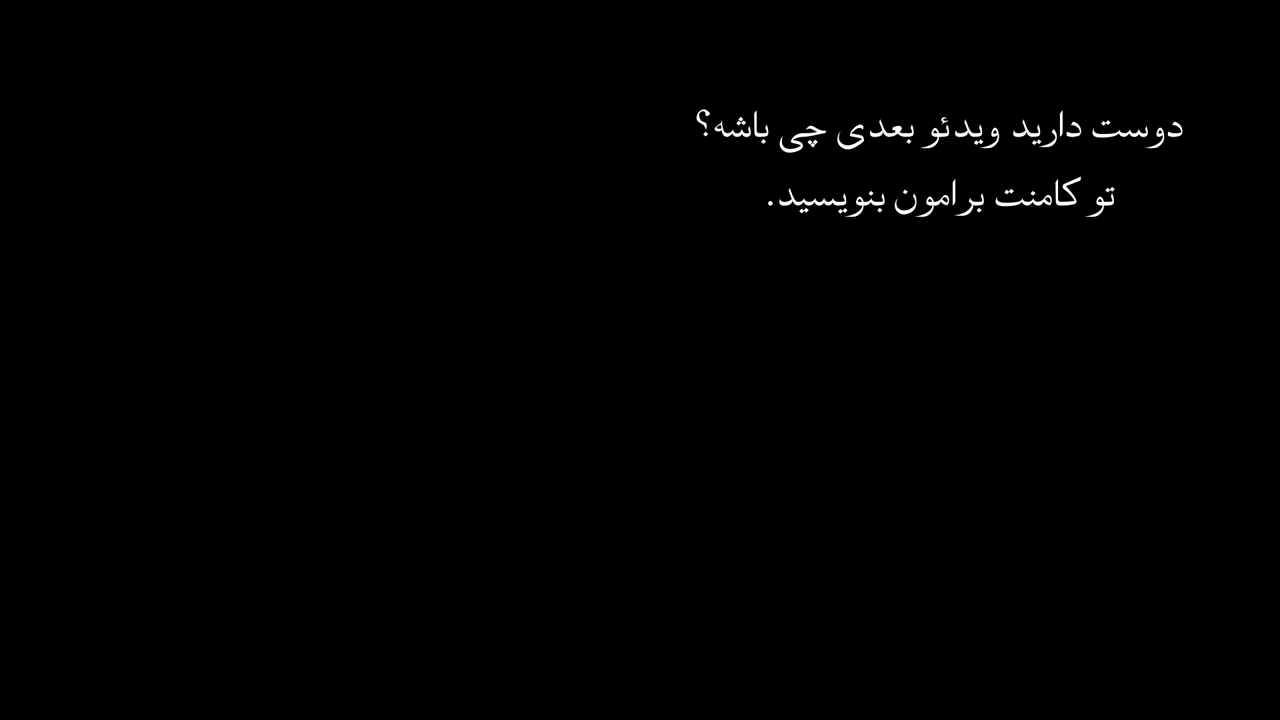 دوست دارید ویدئو بعدی چی باشه؟
تو کامنت برامون بنویسید.